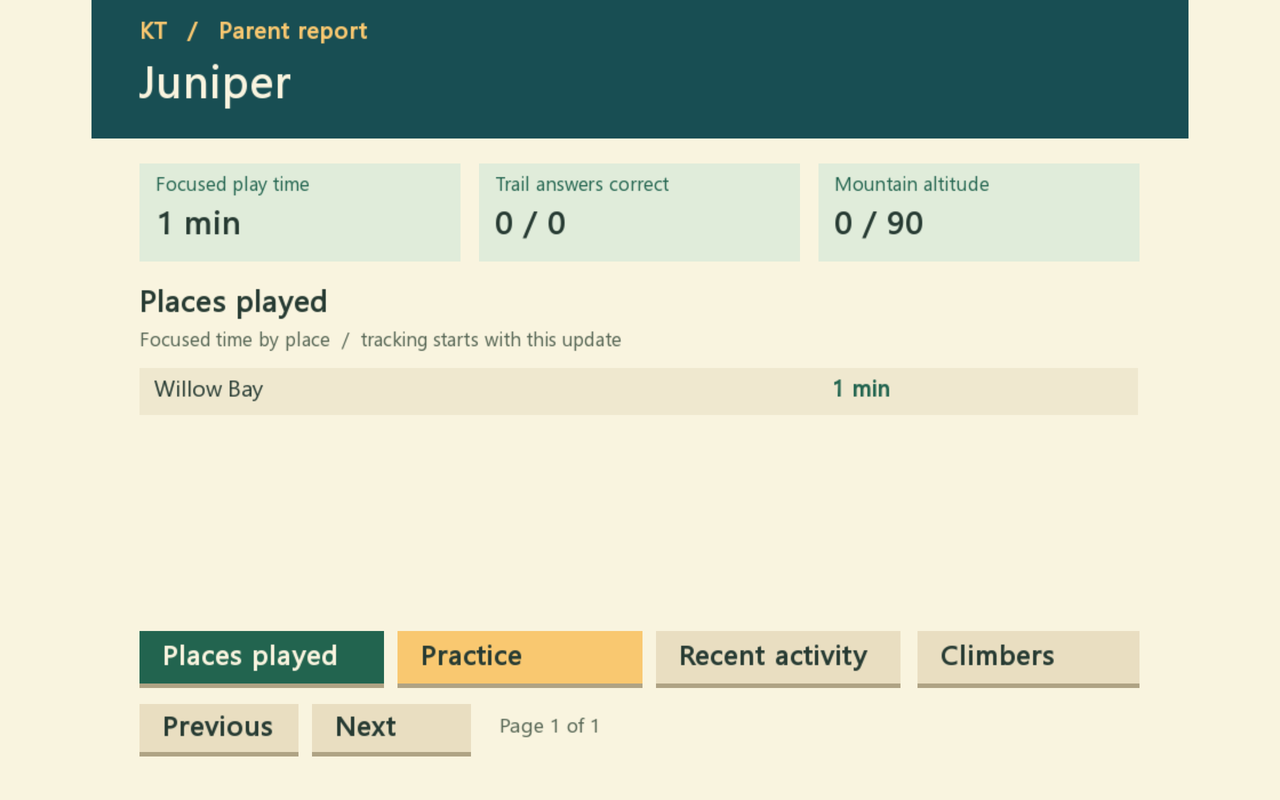 KT / Parent report
Juniper
Focused play time
1 min
Trail answers correct
0 / 0
Mountain altitude
0 / 90
Places played
Focused time by place / tracking starts with this update
Willow Bay 1 min
Places played
Practice
Recent activity
Climbers
Previous
Next
Page 1 of 1